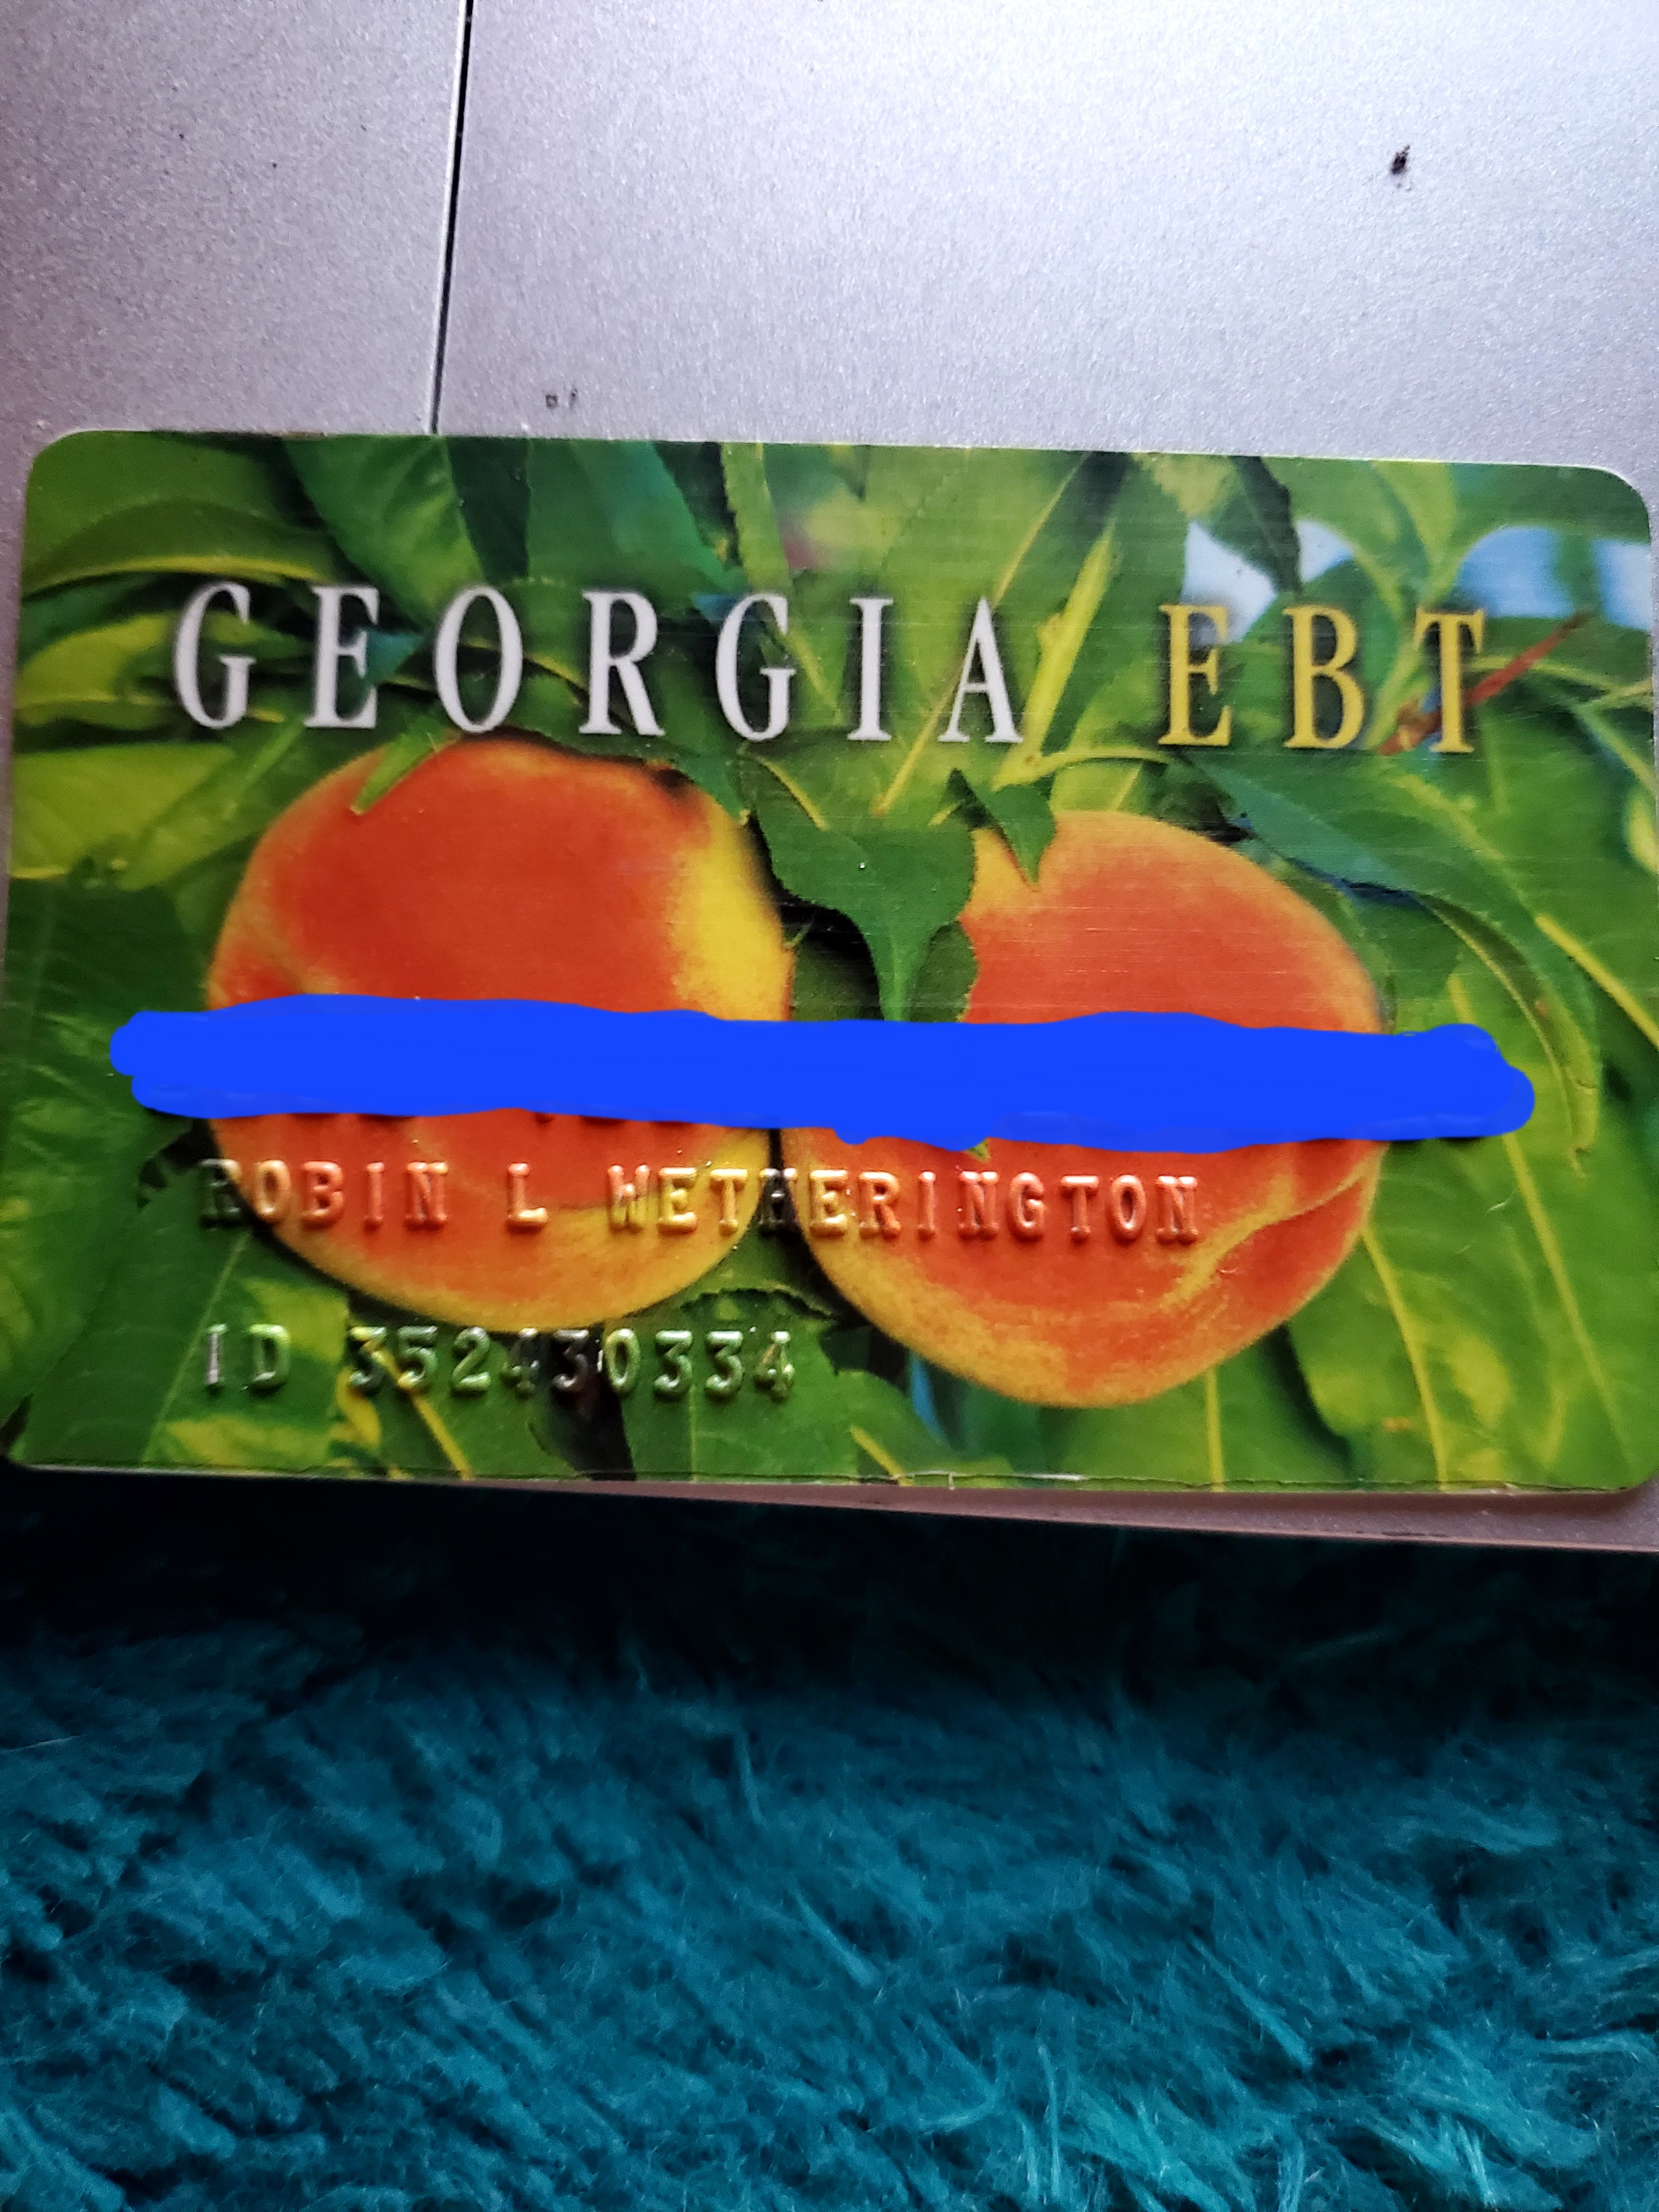 GEORGIA EBT
ROBIN L WETHERINGTON
ID 352430334